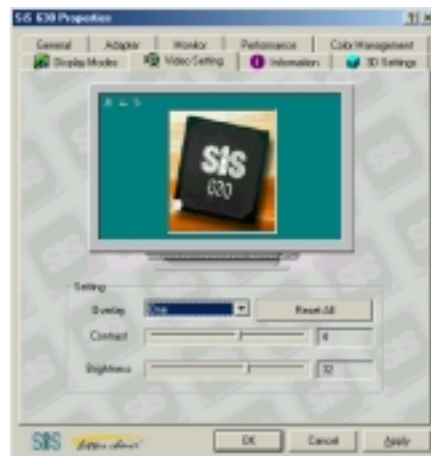 SiS 630 Properties
General Adapter Monitor Performance Color Management
Display Modes Video Setting Information 3D Settings
SiS
630
Setting
Overlay One Reset All
Contrast
Brightness 32
SiS
OK Cancel Apply